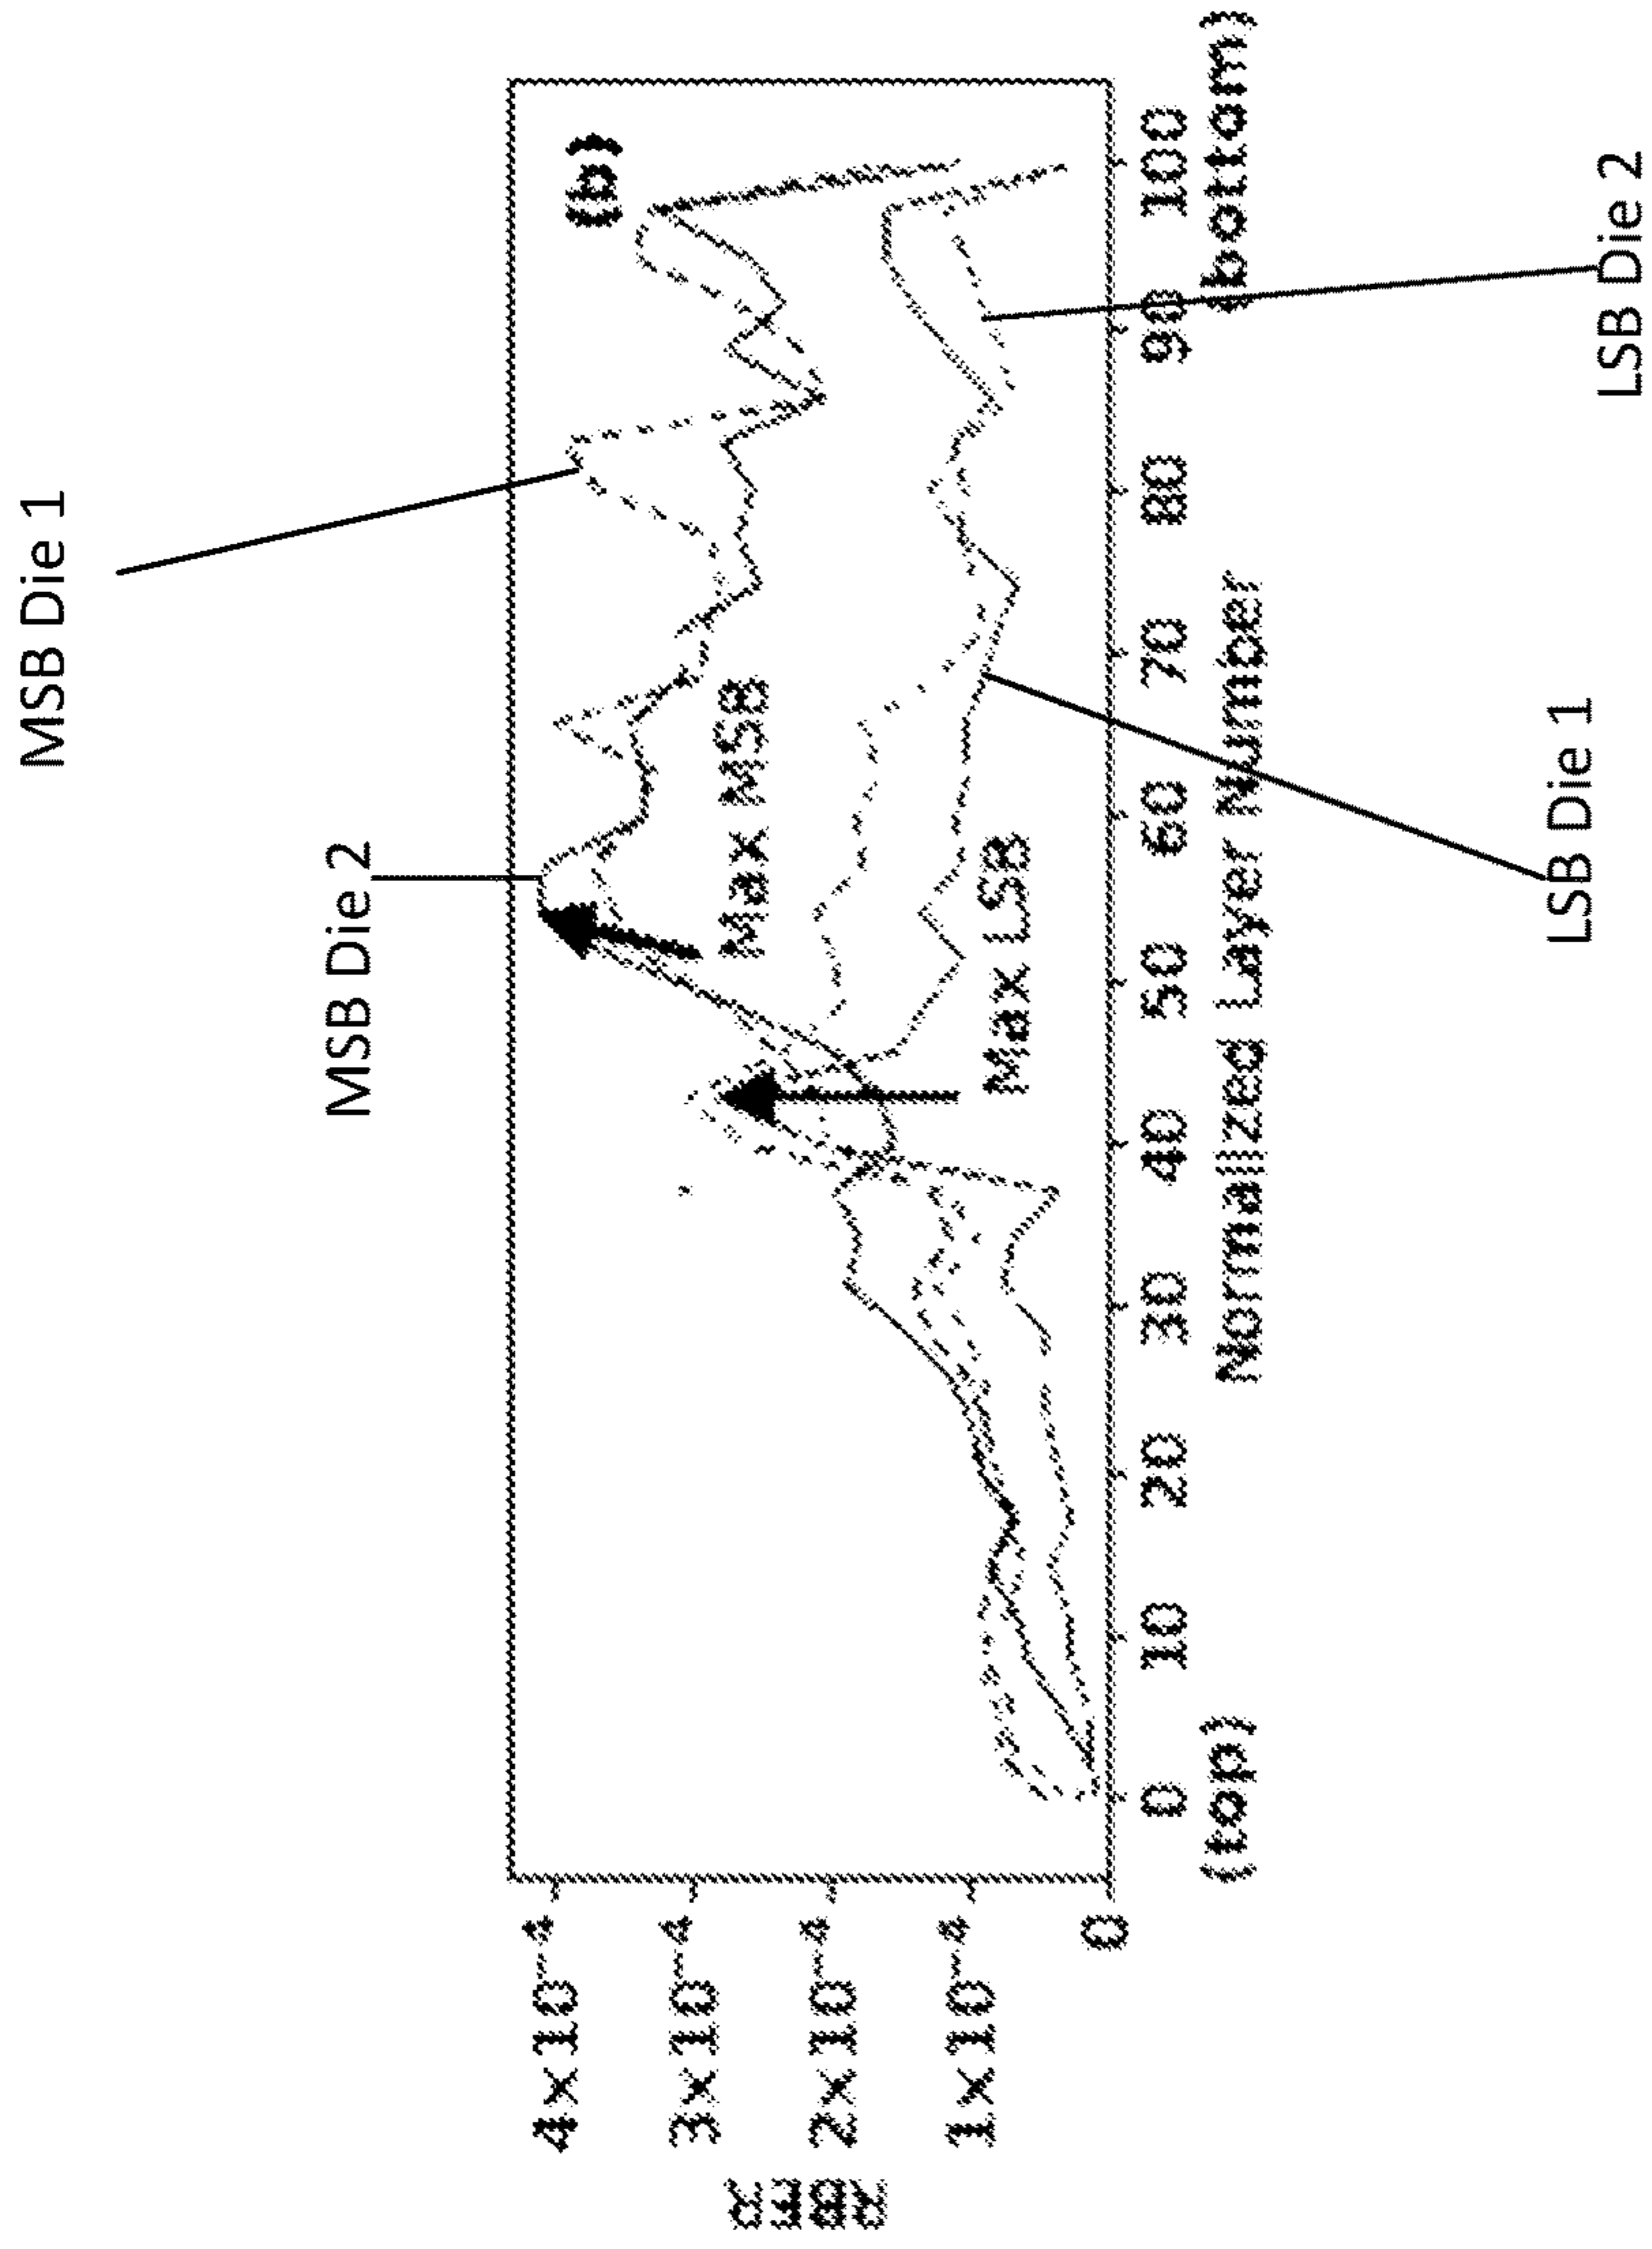 MSB Die 1
MSB Die 2
(b)
Max MSB
Max LSB
RBER
4×10⁻⁴
3×10⁻⁴
2×10⁻⁴
1×10⁻⁴
0
0 10 20 30 40 50 60 70 80 90 100
(top) Normalized Layer Number (bottom)
LSB Die 1
LSB Die 2